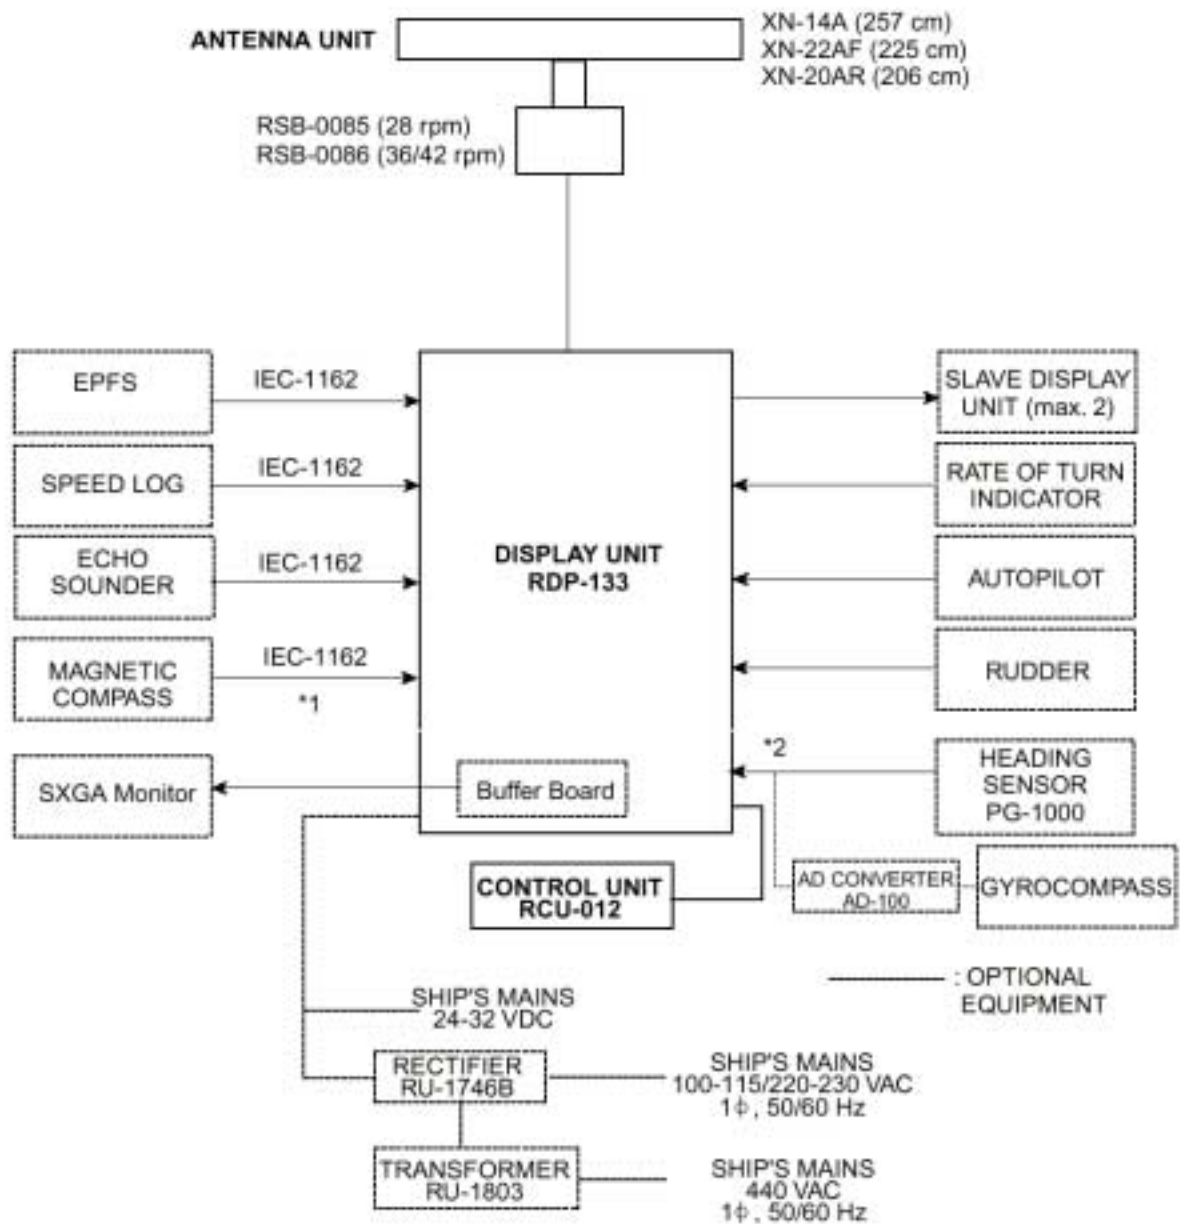 ANTENNA UNIT
XN-14A (257 cm)
XN-22AF (225 cm)
XN-20AR (206 cm)
RSB-0085 (28 rpm)
RSB-0086 (36/42 rpm)
EPFS
IEC-1162
SPEED LOG
IEC-1162
ECHO
SOUNDER
IEC-1162
MAGNETIC
COMPASS
IEC-1162
*1
SXGA Monitor
DISPLAY UNIT
RDP-133
Buffer Board
SLAVE DISPLAY
UNIT (max. 2)
RATE OF TURN
INDICATOR
AUTOPILOT
RUDDER
*2
HEADING
SENSOR
PG-1000
CONTROL UNIT
RCU-012
AD CONVERTER
AD-100
GYROCOMPASS
: OPTIONAL
EQUIPMENT
SHIP'S MAINS
24-32 VDC
RECTIFIER
RU-1746B
SHIP'S MAINS
100-115/220-230 VAC
1ϕ, 50/60 Hz
TRANSFORMER
RU-1803
SHIP'S MAINS
440 VAC
1ϕ, 50/60 Hz